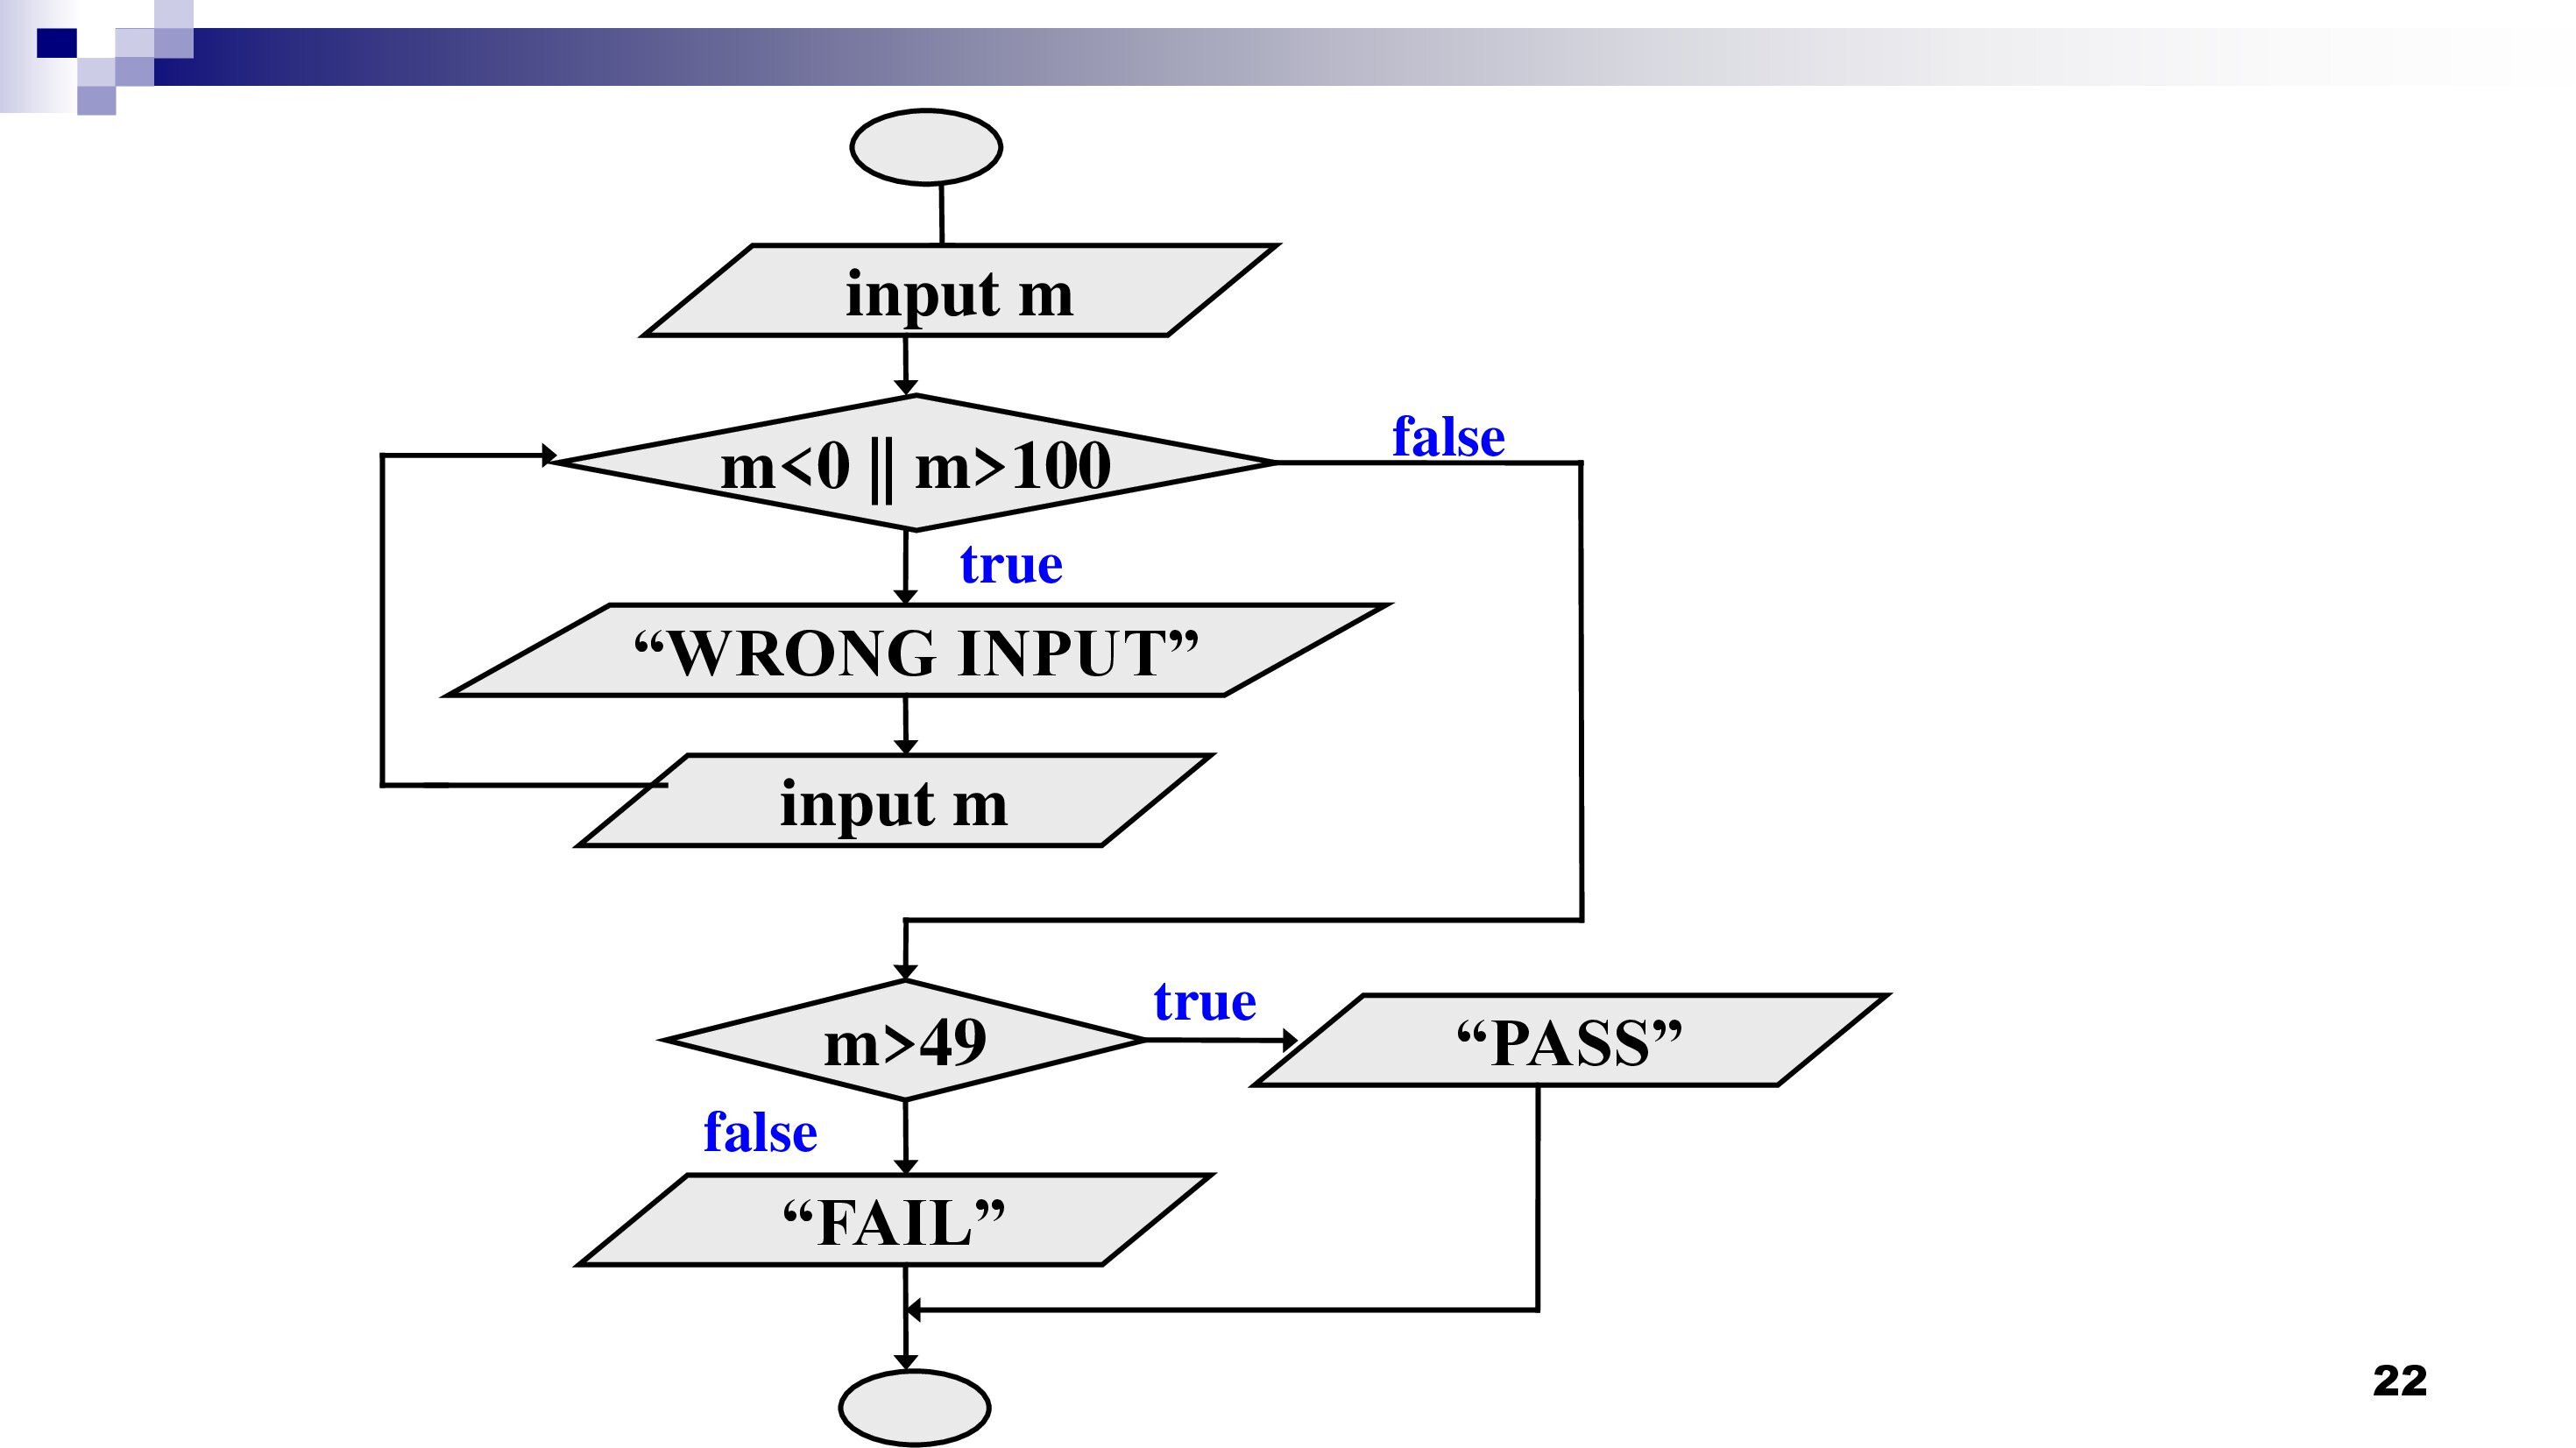 input m
m<0 || m>100
false
true
“WRONG INPUT”
input m
m>49
true
“PASS”
false
“FAIL”
22